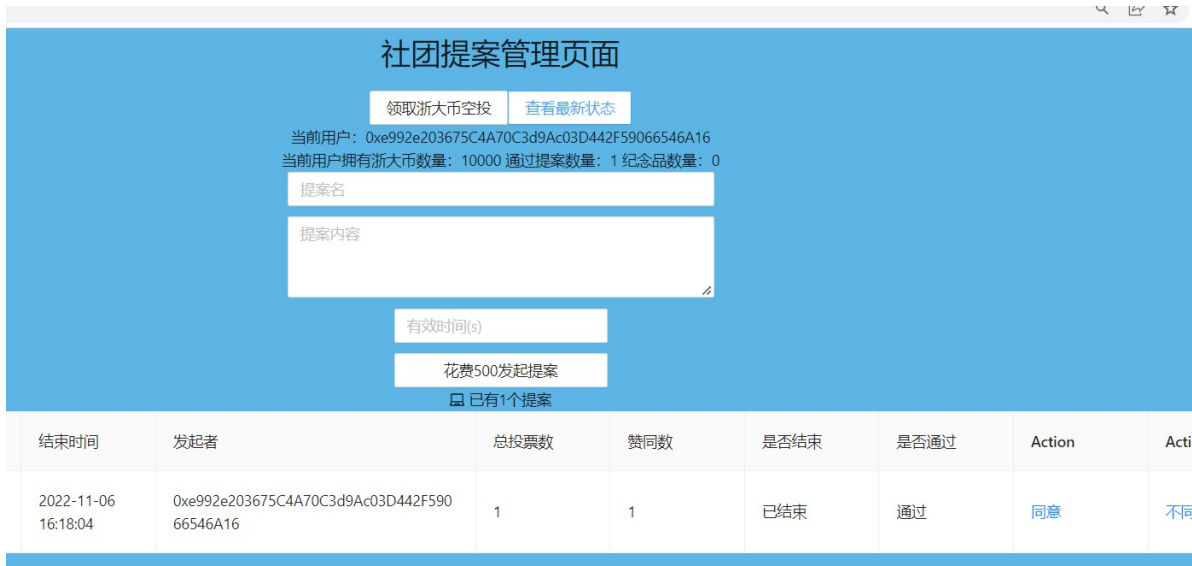 社团提案管理页面
领取浙大币空投 查看最新状态
当前用户：0xe992e203675C4A70C3d9Ac03D442F59066546A16
当前用户拥有浙大币数量：10000 通过提案数量：1 纪念品数量：0
提案名
提案内容
有效时间(s)
花费500发起提案
已有1个提案
结束时间 发起者 总投票数 赞同数 是否结束 是否通过 Action Acti
2022-11-06 0xe992e203675C4A70C3d9Ac03D442F590 1 1 已结束 通过 同意 不同
16:18:04 66546A16